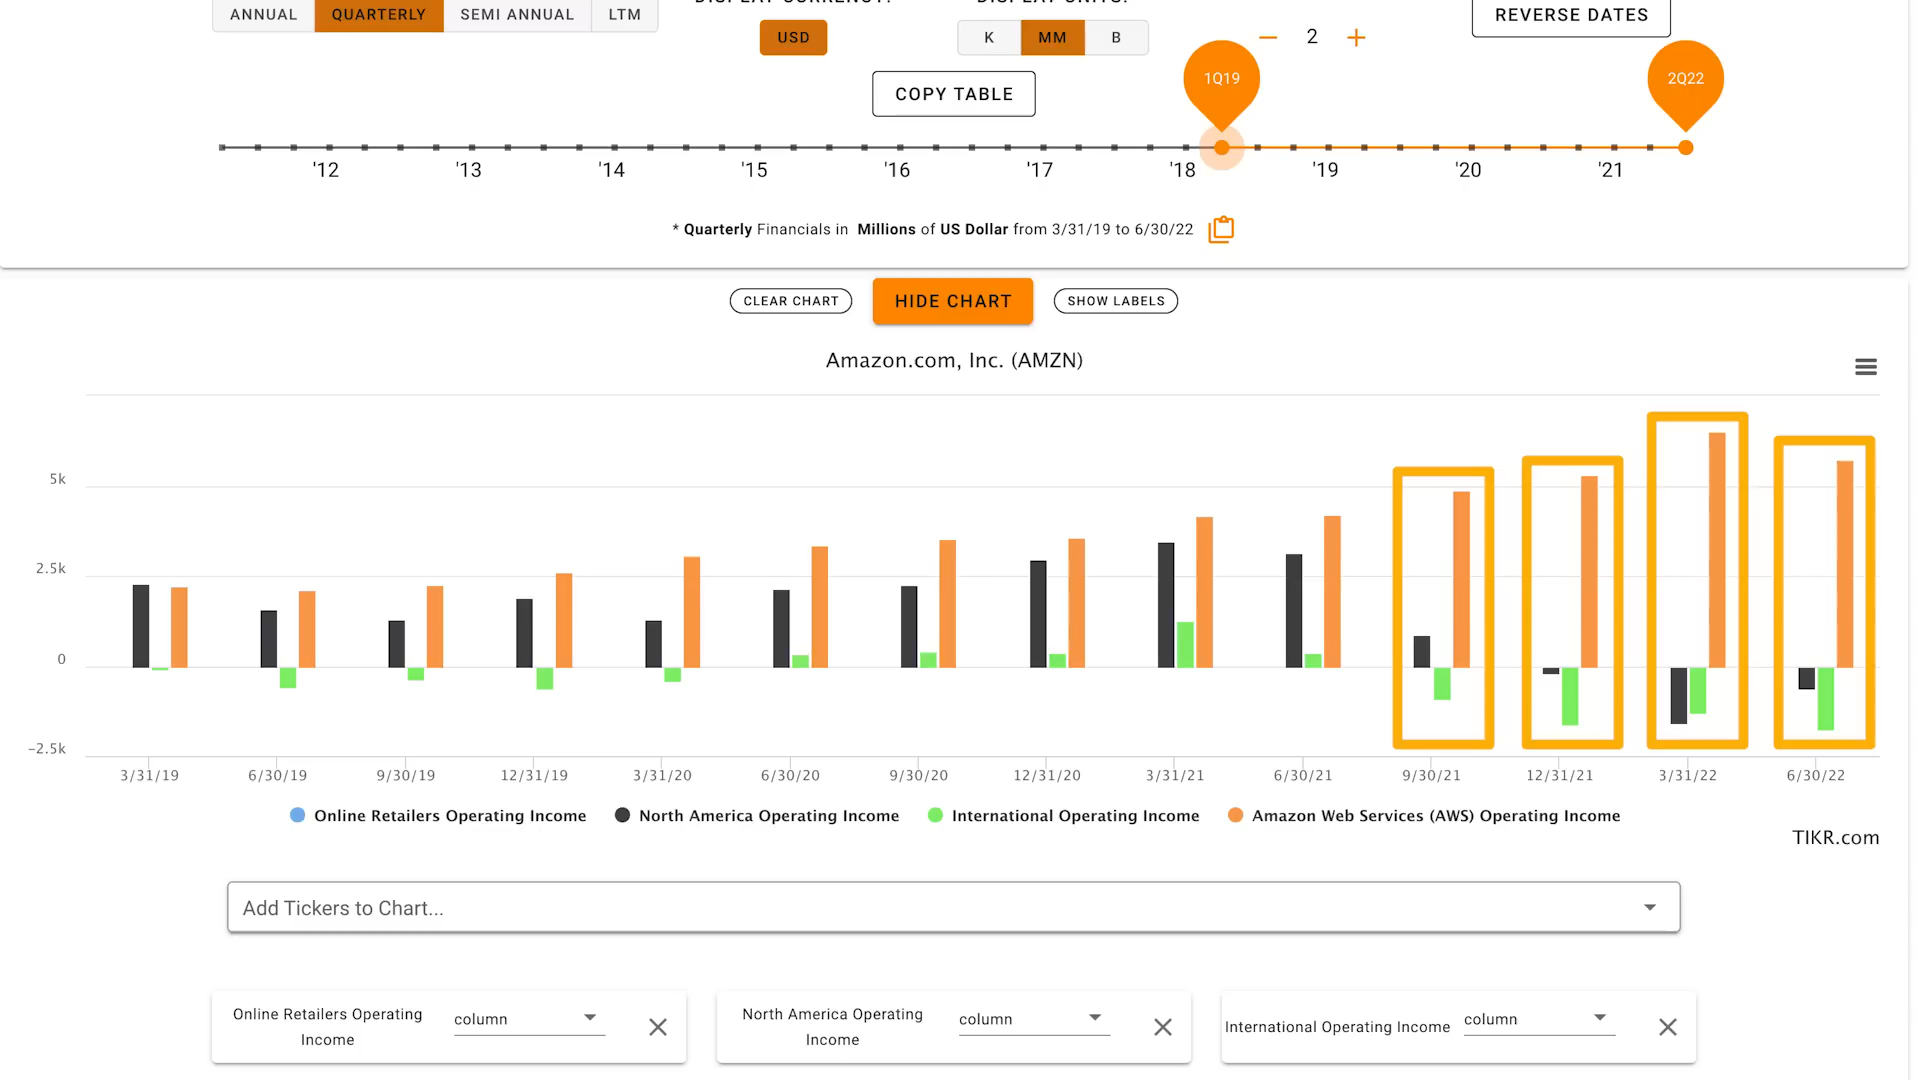 DISPLAY CURRENCY: DISPLAY UNITS:
ANNUAL QUARTERLY SEMI ANNUAL LTM REVERSE DATES
USD K MM B 2
1Q19 2Q22
COPY TABLE
'12 '13 '14 '15 '16 '17 '18 '19 '20 '21
* Quarterly Financials in Millions of US Dollar from 3/31/19 to 6/30/22
CLEAR CHART HIDE CHART SHOW LABELS
Amazon.com, Inc. (AMZN)
5k
2.5k
0
−2.5k
3/31/19 6/30/19 9/30/19 12/31/19 3/31/20 6/30/20 9/30/20 12/31/20 3/31/21 6/30/21 9/30/21 12/31/21 3/31/22 6/30/22
Online Retailers Operating Income North America Operating Income International Operating Income Amazon Web Services (AWS) Operating Income
TIKR.com
Add Tickers to Chart...
Online Retailers Operating Income column
North America Operating Income column
International Operating Income column